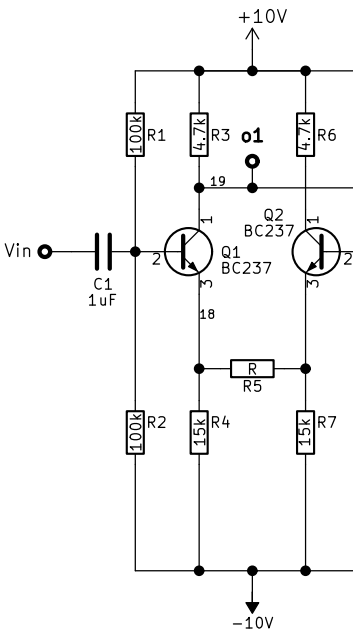 +10V
100k R1
4.7k R3
o1
4.7k R6
19
1
Q2
BC237
1
Vin
2
Q1
BC237
2
C1
1uF
3
3
18
R
R5
100k R2
15k R4
15k R7
-10V